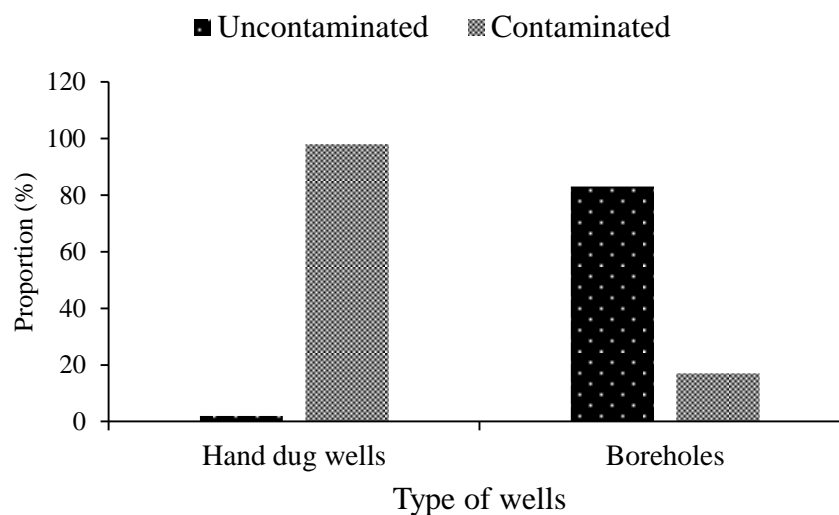 Uncontaminated Contaminated
120
100
80
60
40
20
0
Proportion (%)
Hand dug wells Boreholes
Type of wells